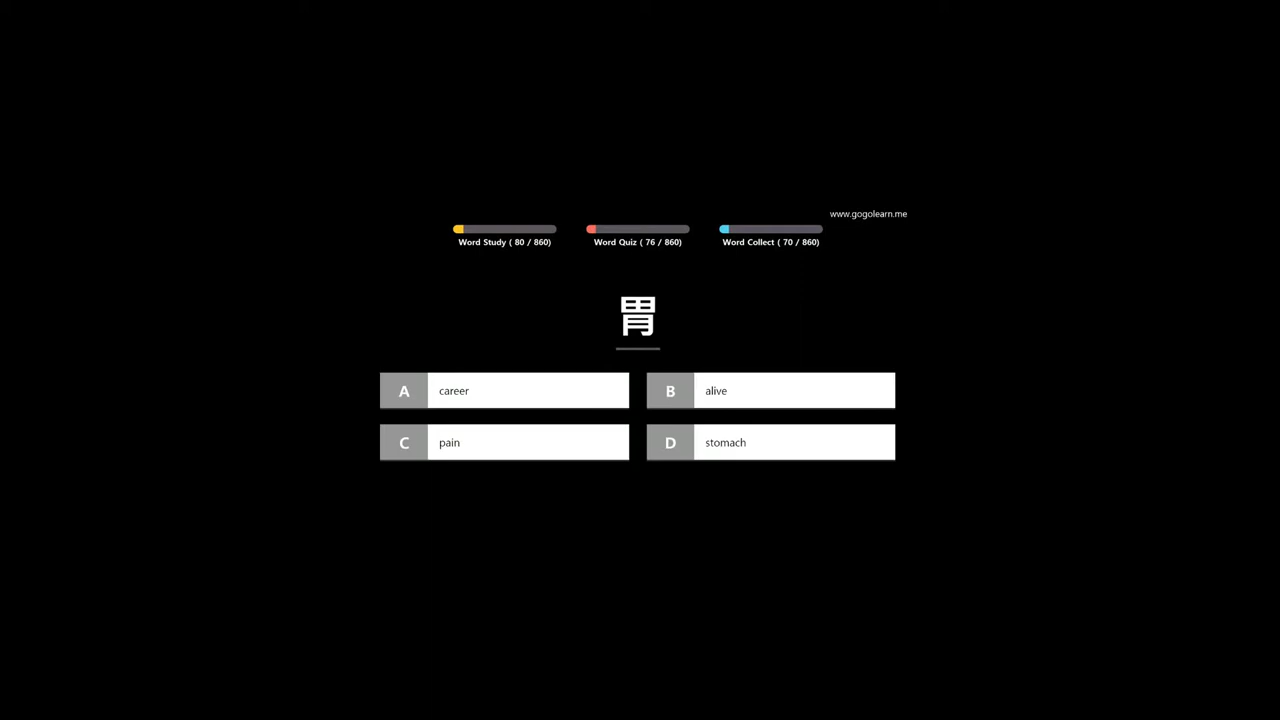 www.gogolearn.me
Word Study ( 80 / 860)
Word Quiz ( 76 / 860)
Word Collect ( 70 / 860)
胃
A career
B alive
C pain
D stomach